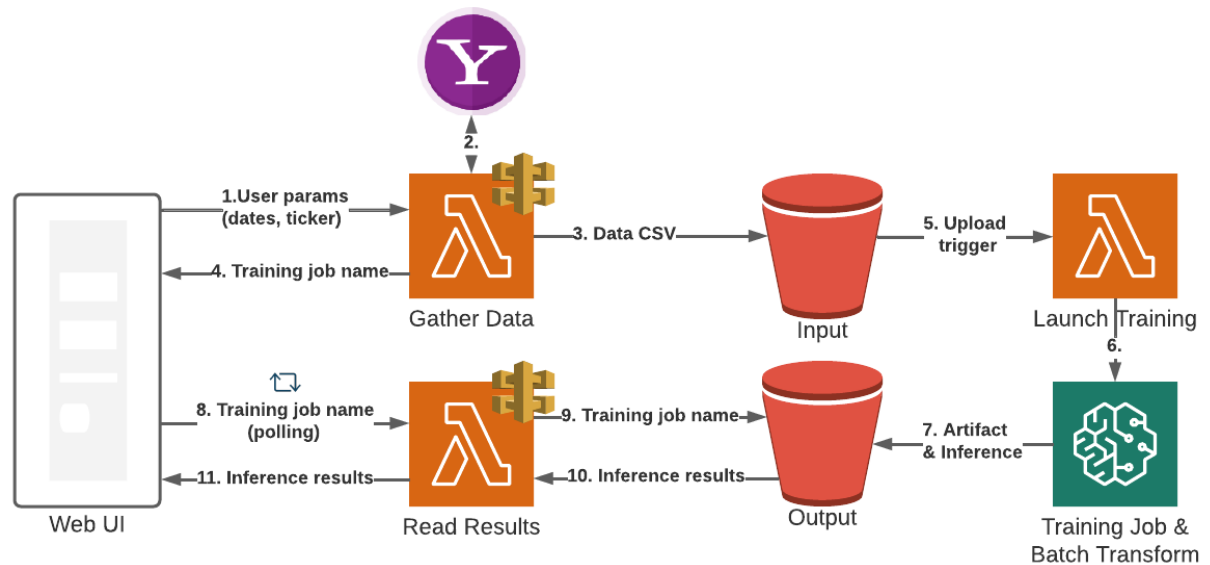 Y
2.
1.User params
(dates, ticker)
3. Data CSV
5. Upload
trigger
4. Training job name
Gather Data
Input
Launch Training
6.
8. Training job name
(polling)
9. Training job name
7. Artifact
& Inference
11. Inference results
10. Inference results
Web UI
Read Results
Output
Training Job &
Batch Transform